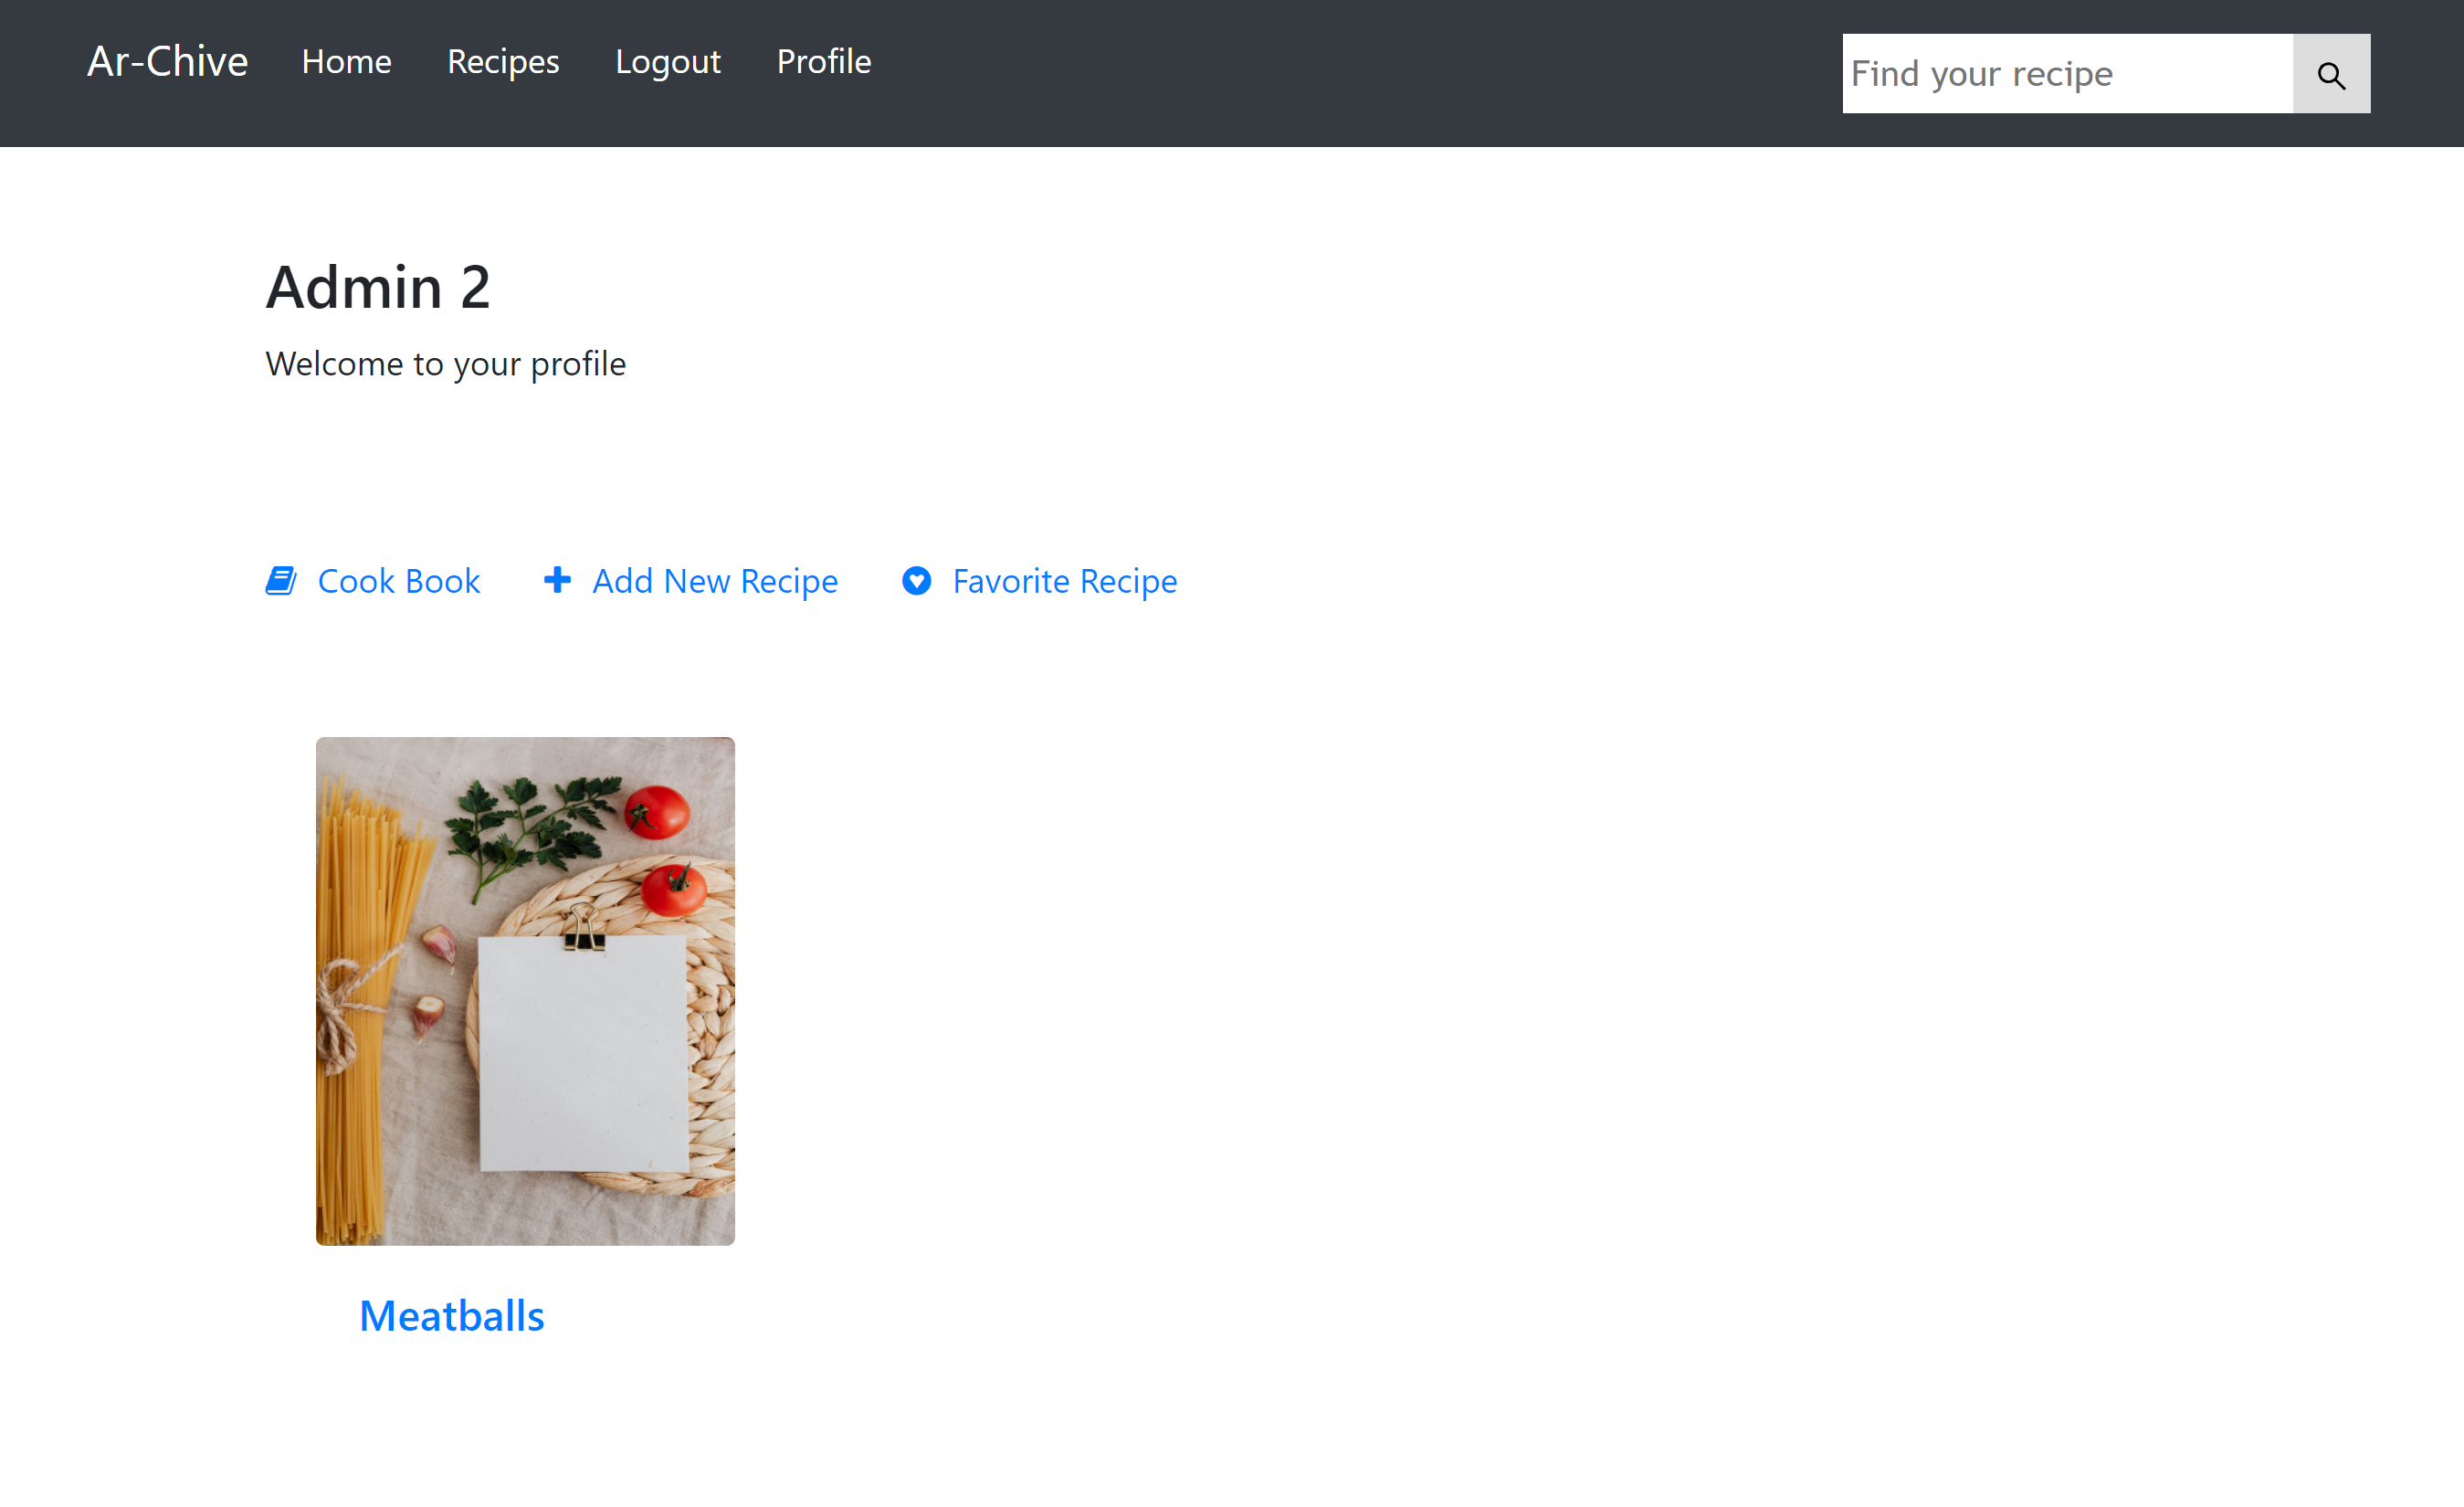 Ar-Chive Home Recipes Logout Profile Find your recipe
Admin 2
Welcome to your profile
Cook Book Add New Recipe Favorite Recipe
Meatballs